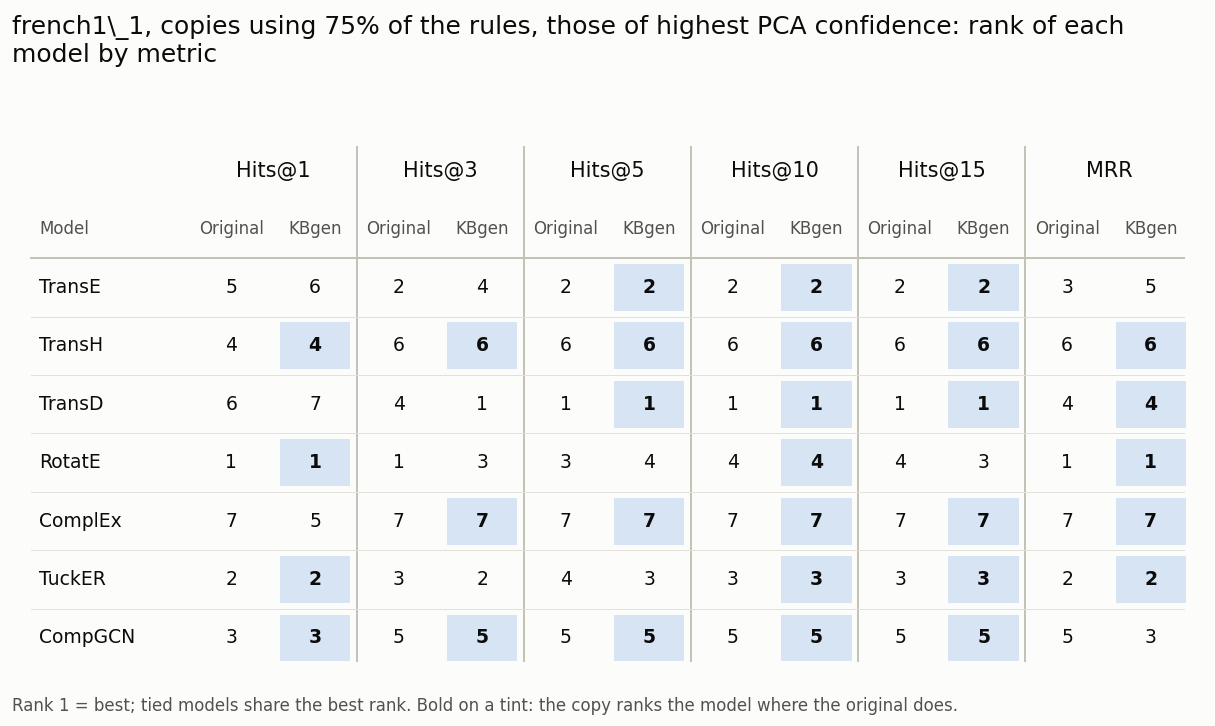 french1\_1, copies using 75% of the rules, those of highest PCA confidence: rank of each
model by metric
Hits@1 Hits@3 Hits@5 Hits@10 Hits@15 MRR
Model Original KBgen Original KBgen Original KBgen Original KBgen Original KBgen Original KBgen
TransE 5 6 2 4 2 2 2 2 2 2 3 5
TransH 4 4 6 6 6 6 6 6 6 6 6 6
TransD 6 7 4 1 1 1 1 1 1 1 4 4
RotatE 1 1 1 3 3 4 4 4 4 3 1 1
ComplEx 7 5 7 7 7 7 7 7 7 7 7 7
TuckER 2 2 3 2 4 3 3 3 3 3 2 2
CompGCN 3 3 5 5 5 5 5 5 5 5 5 3
Rank 1 = best; tied models share the best rank. Bold on a tint: the copy ranks the model where the original does.